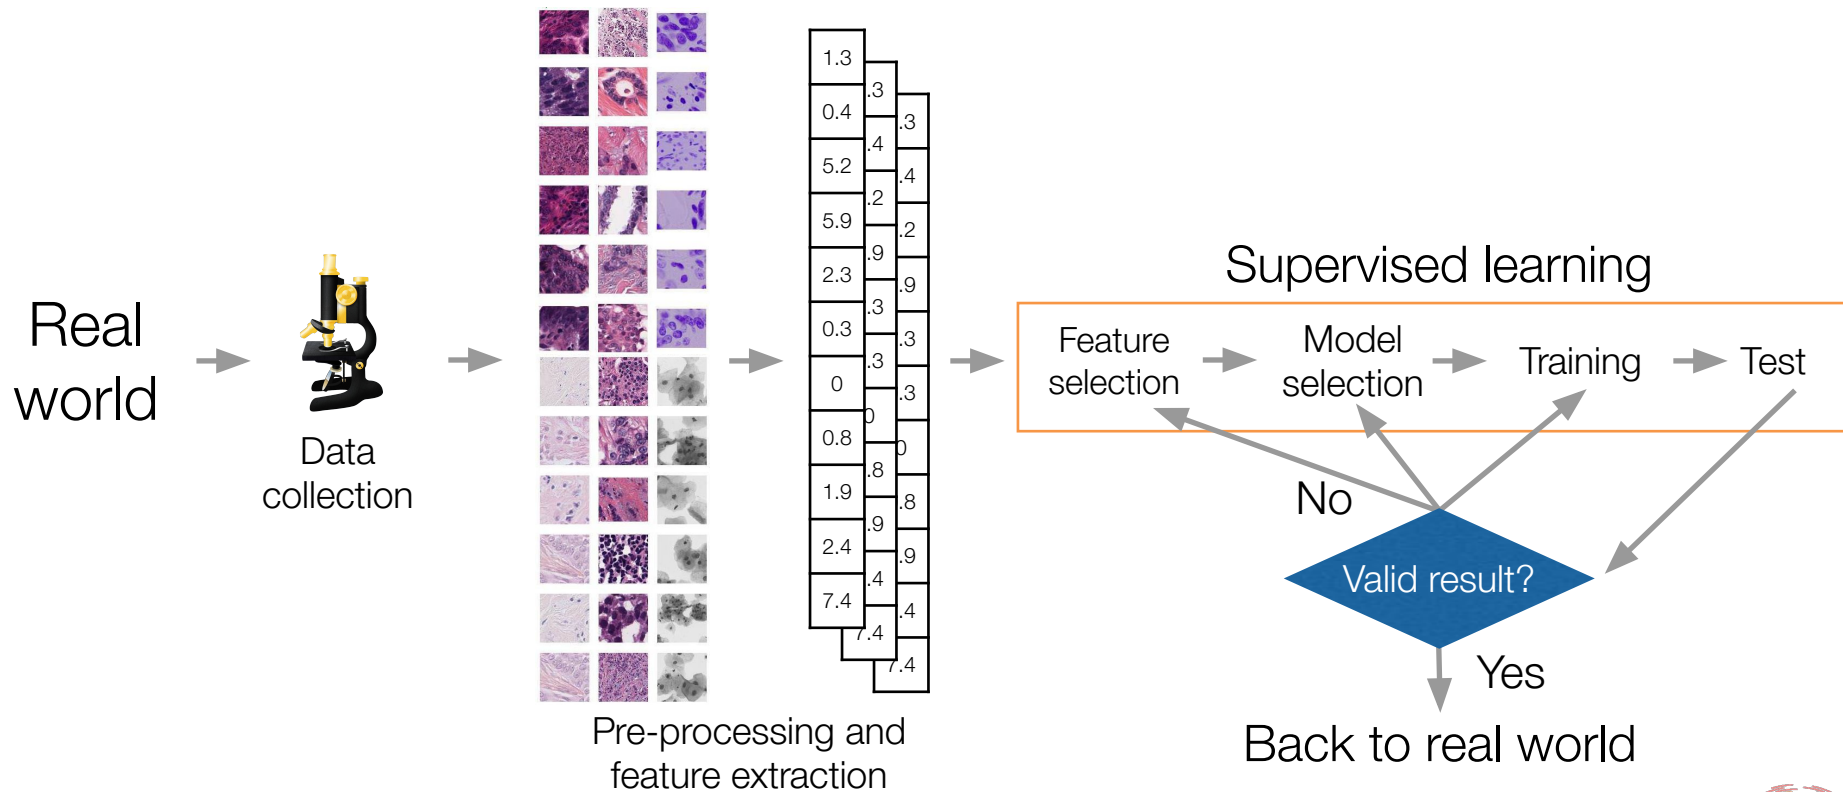 Real
world
Data
collection
1.3
0.4
5.2
5.9
2.3
0.3
0
0.8
1.9
2.4
7.4
.3
.4
.2
.9
.3
.3
0
.8
.9
.4
7.4
.3
.4
.2
.9
.3
.3
0
.8
.9
.4
7.4
Pre-processing and
feature extraction
Supervised learning
Feature
selection
Model
selection
Training
Test
No
Valid result?
Yes
Back to real world